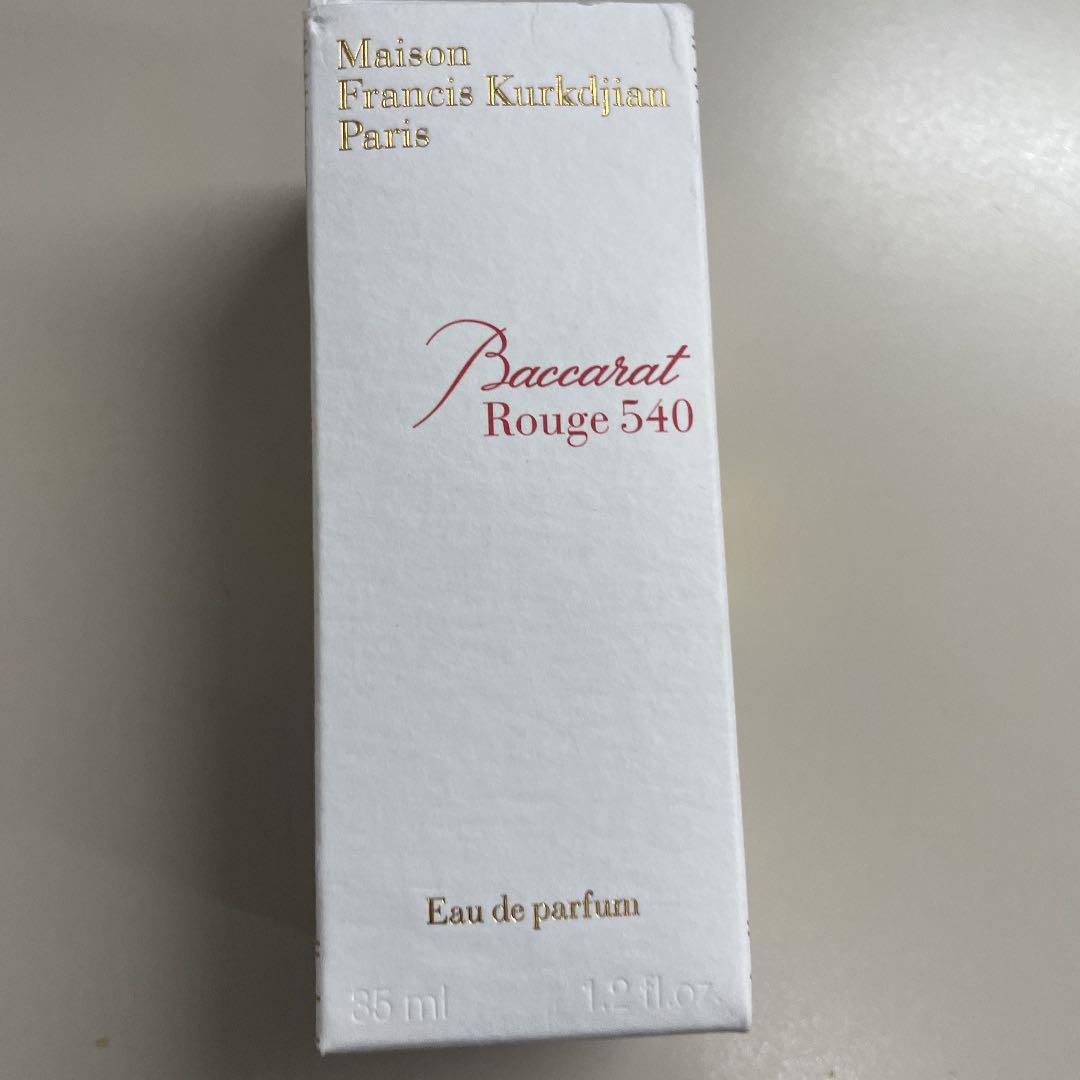 Maison
Francis Kurkdjian
Paris
Baccarat
Rouge 540
Eau de parfum
35 ml 1.2 fl.oz.